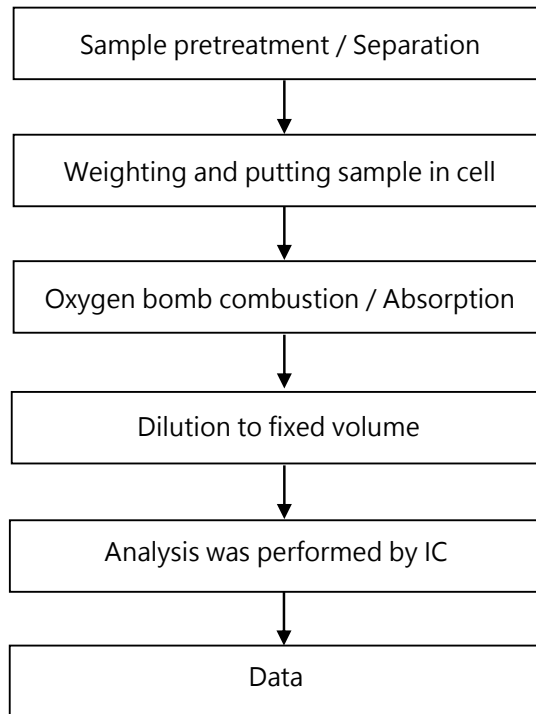 Sample pretreatment / Separation
Weighting and putting sample in cell
Oxygen bomb combustion / Absorption
Dilution to fixed volume
Analysis was performed by IC
Data